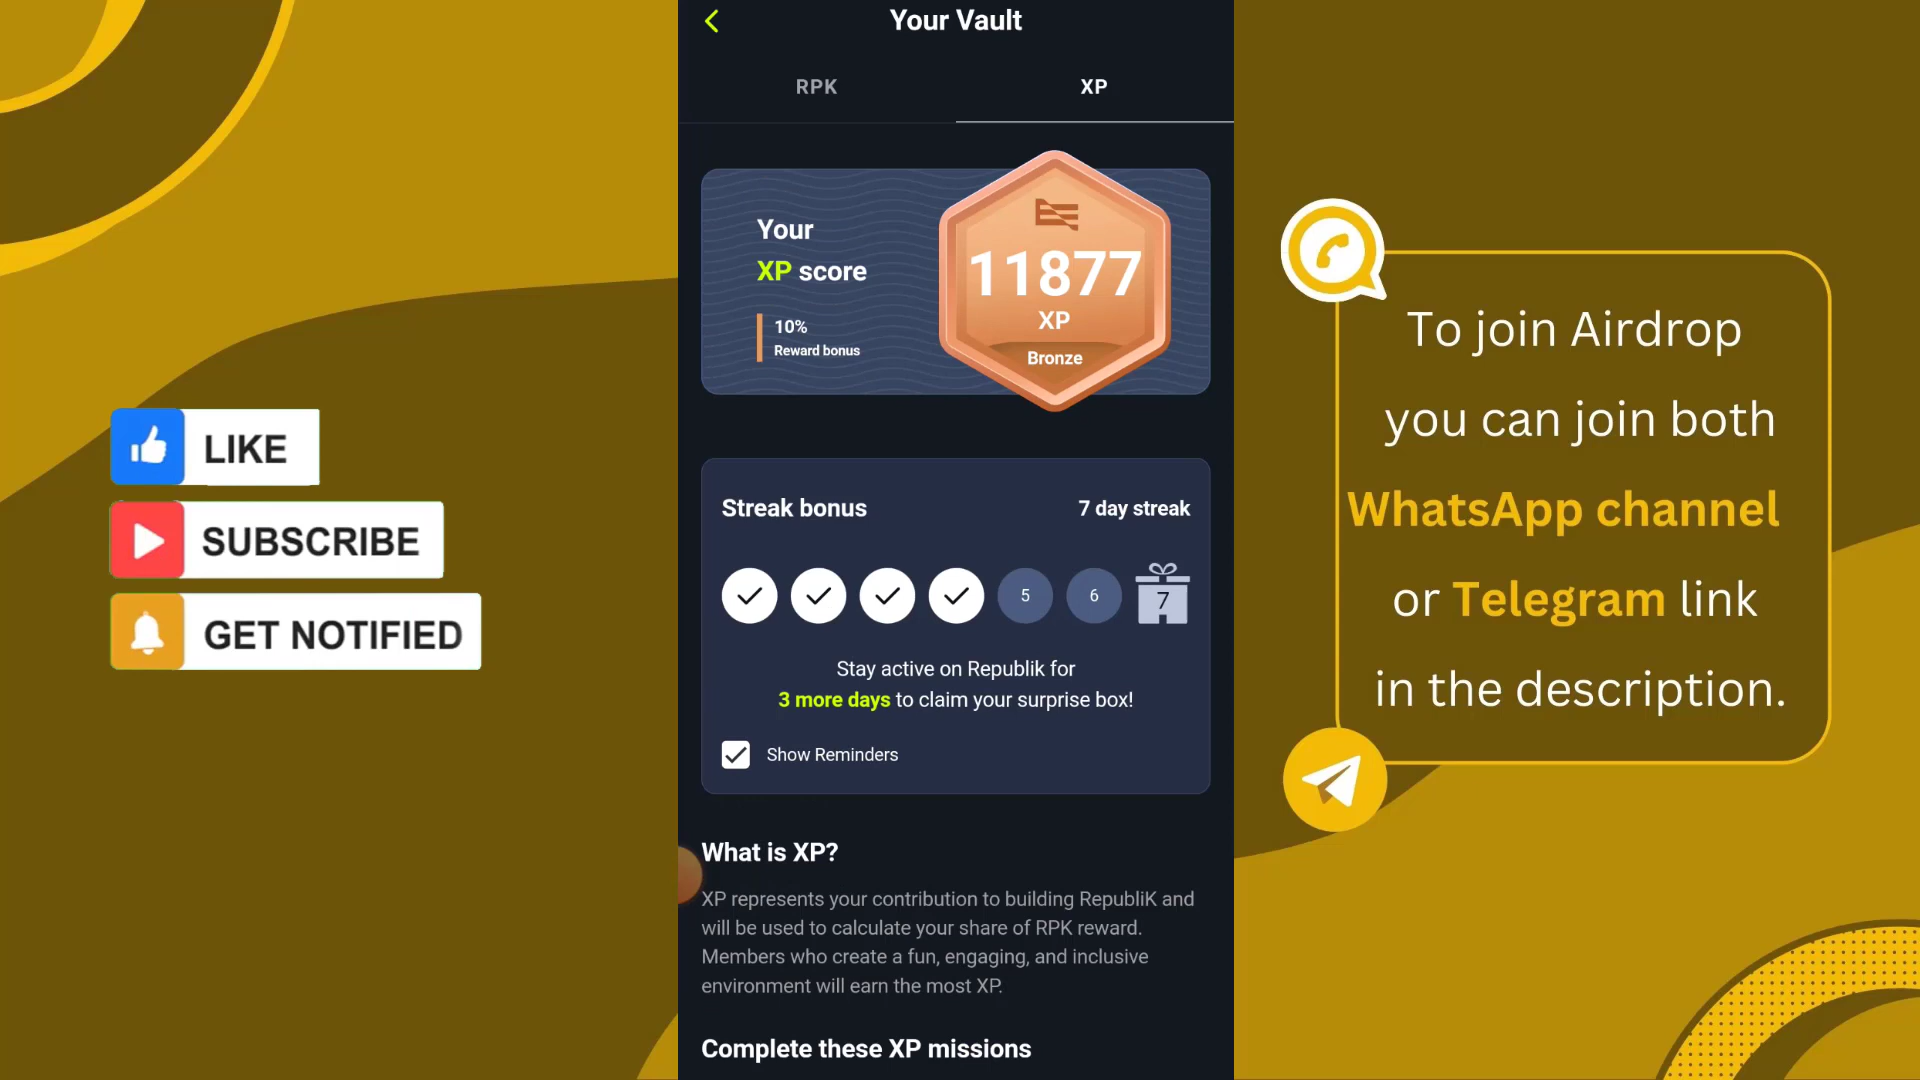 Your Vault
RPK
XP
Your
XP score
10%
Reward bonus
11877
XP
Bronze
Streak bonus
7 day streak
5
6
7
Stay active on Republik for
3 more days to claim your surprise box!
Show Reminders
What is XP?
XP represents your contribution to building RepubliK and
will be used to calculate your share of RPK reward.
Members who create a fun, engaging, and inclusive
environment will earn the most XP.
Complete these XP missions
LIKE
SUBSCRIBE
GET NOTIFIED
To join Airdrop
you can join both
WhatsApp channel
or Telegram link
in the description.